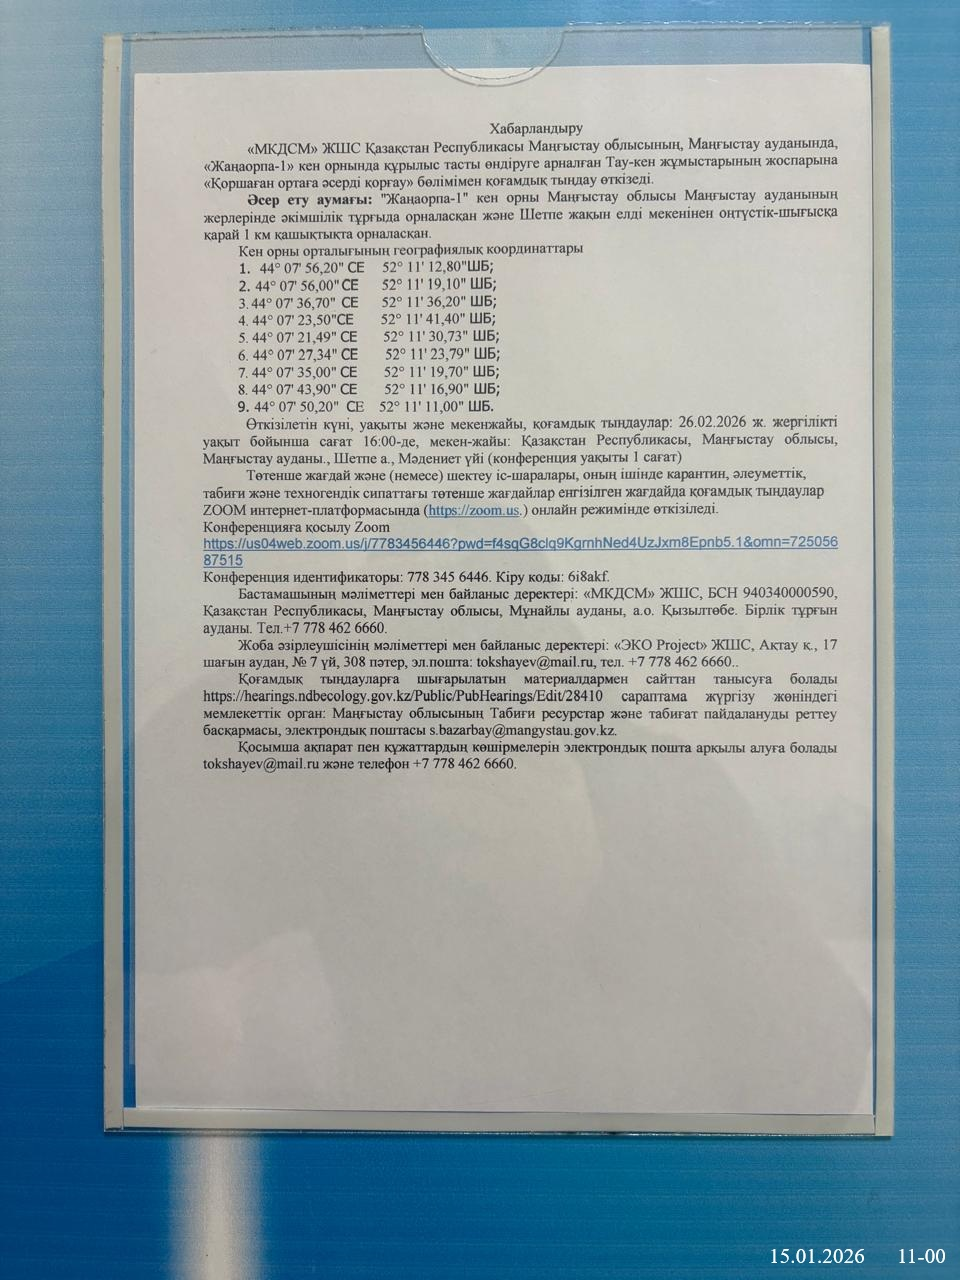 Хабарландыру
«МКДСМ» ЖШС Қазақстан Республикасы Маңғыстау облысының, Маңғыстау ауданында,
«Жаңаорпа-1» кен орнында құрылыс тасты өндіруге арналған Тау-кен жұмыстарының жоспарына
«Қоршаған ортаға әсерді қорғау» бөлімімен қоғамдық тыңдау өткізеді.
Әсер ету аумағы: "Жаңаорпа-1" кен орны Маңғыстау облысы Маңғыстау ауданының
жерлерінде әкімшілік тұрғыда орналасқан және Шетпе жақын елді мекенінен оңтүстік-шығысқа
қарай 1 км қашықтықта орналасқан.
Кен орны орталығының географиялық координаттары
1. 44° 07' 56,20" СЕ 52° 11' 12,80"ШБ;
2. 44° 07' 56,00" СЕ 52° 11' 19,10" ШБ;
3. 44° 07' 36,70" СЕ 52° 11' 36,20" ШБ;
4. 44° 07' 23,50"СЕ 52° 11' 41,40" ШБ;
5. 44° 07' 21,49" СЕ 52° 11' 30,73" ШБ;
6. 44° 07' 27,34" СЕ 52° 11' 23,79" ШБ;
7. 44° 07' 35,00" СЕ 52° 11' 19,70" ШБ;
8. 44° 07' 43,90" СЕ 52° 11' 16,90" ШБ;
9. 44° 07' 50,20" СЕ 52° 11' 11,00" ШБ.
Өткізілетін күні, уақыты және мекенжайы, қоғамдық тыңдаулар: 26.02.2026 ж. жергілікті
уақыт бойынша сағат 16:00-де, мекен-жайы: Қазақстан Республикасы, Маңғыстау облысы,
Маңғыстау ауданы., Шетпе а., Мәдениет үйі (конференция уақыты 1 сағат)
Төтенше жағдай және (немесе) шектеу іс-шаралары, оның ішінде карантин, әлеуметтік,
табиғи және техногендік сипаттағы төтенше жағдайлар енгізілген жағдайда қоғамдық тыңдаулар
ZOOM интернет-платформасында (https://zoom.us.) онлайн режимінде өткізіледі.
Конференцияға қосылу Zoom
https://us04web.zoom.us/j/7783456446?pwd=f4sqG8clq9KgrnhNed4UzJxm8Epnb5.1&omn=725056
87515
Конференция идентификаторы: 778 345 6446. Кіру коды: 6i8akf.
Бастамашының мәліметтері мен байланыс деректері: «МКДСМ» ЖШС, БСН 940340000590,
Қазақстан Республикасы, Маңғыстау облысы, Мұнайлы ауданы, а.о. Қызылтөбе. Бірлік тұрғын
ауданы. Тел.+7 778 462 6660.
Жоба әзірлеушісінің мәліметтері мен байланыс деректері: «ЭКО Project» ЖШС, Ақтау қ., 17
шағын аудан, № 7 үй, 308 пәтер, эл.пошта: tokshayev@mail.ru, тел. +7 778 462 6660..
Қоғамдық тыңдауларға шығарылатын материалдармен сайттан танысуға болады
https://hearings.ndbecology.gov.kz/Public/PubHearings/Edit/28410 сараптама жүргізу жөніндегі
мемлекеттік орган: Маңғыстау облысының Табиғи ресурстар және табиғат пайдалануды реттеу
басқармасы, электрондық поштасы s.bazarbay@mangystau.gov.kz.
Қосымша ақпарат пен құжаттардың көшірмелерін электрондық пошта арқылы алуға болады
tokshayev@mail.ru және телефон +7 778 462 6660.
15.01.2026 11-00